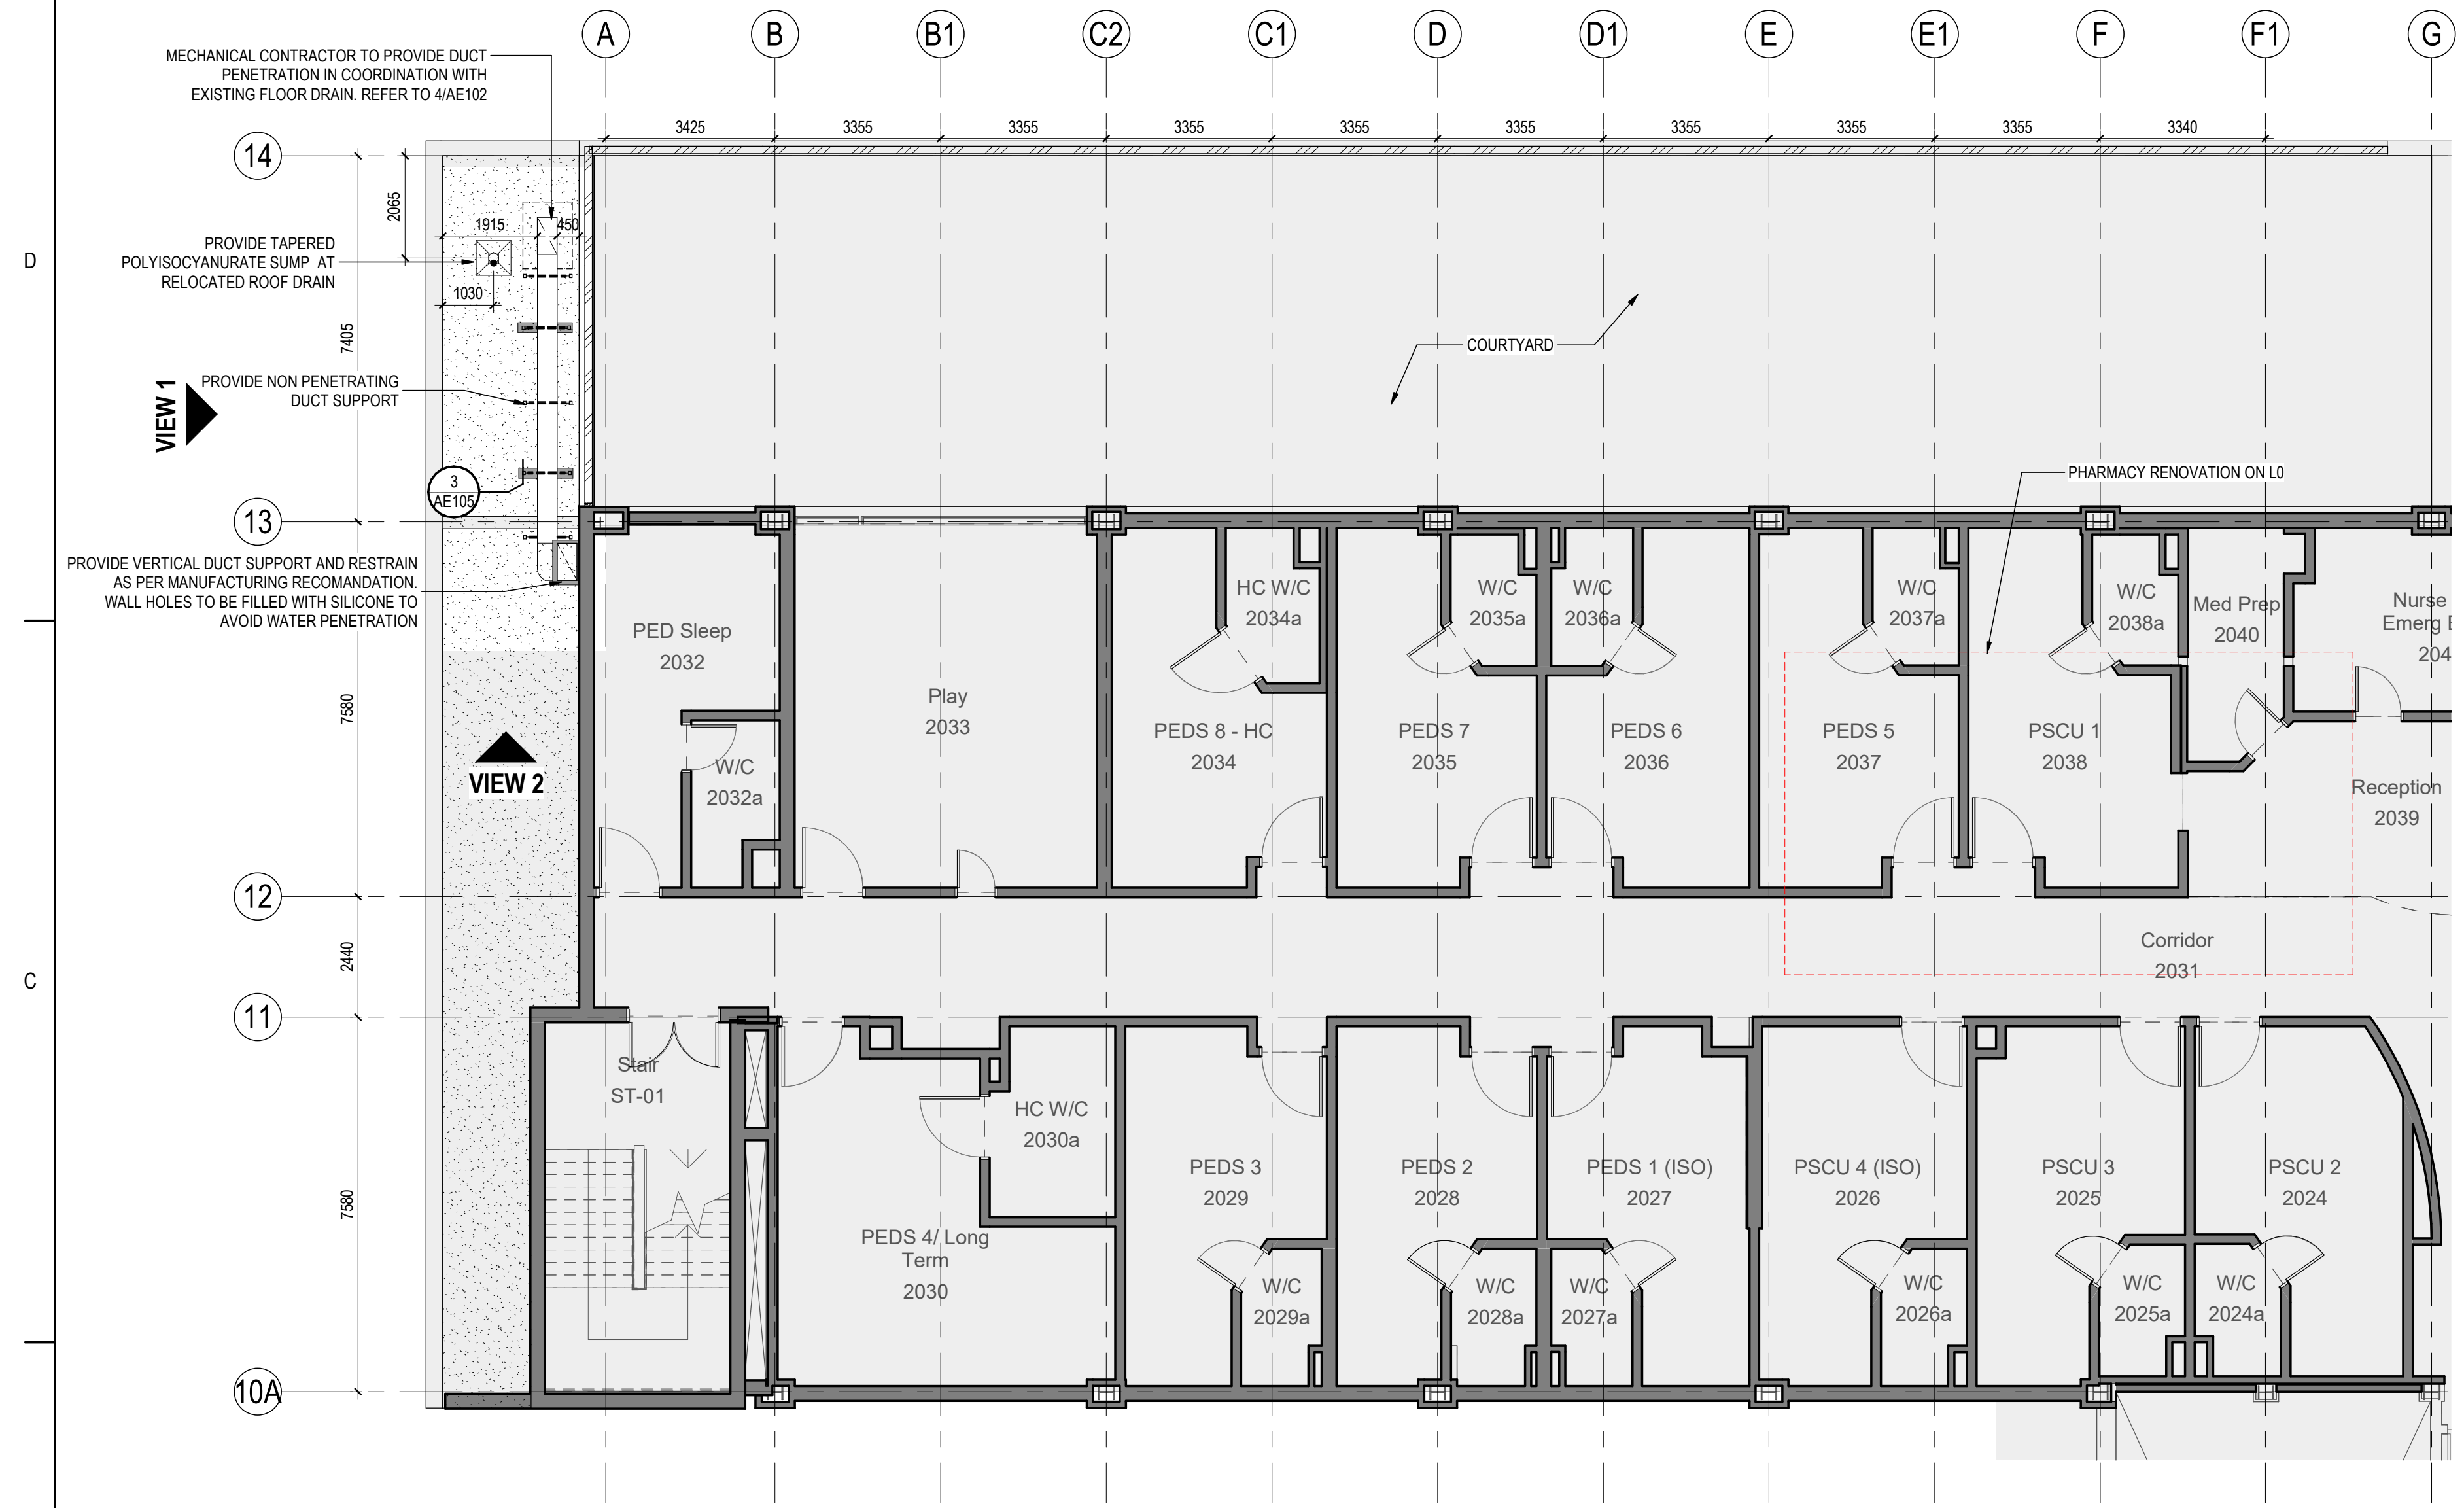 A
B
B1
C2
C1
D
D1
E
E1
F
F1
G
MECHANICAL CONTRACTOR TO PROVIDE DUCT
PENETRATION IN COORDINATION WITH
EXISTING FLOOR DRAIN. REFER TO 4/AE102
3425
3355
3355
3355
3355
3355
3355
3355
3355
3340
14
2065
1915
450
D
PROVIDE TAPERED
POLYISOCYANURATE SUMP AT
RELOCATED ROOF DRAIN
1030
7405
COURTYARD
VIEW 1
PROVIDE NON PENETRATING
DUCT SUPPORT
PHARMACY RENOVATION ON L0
3
AE105
13
PROVIDE VERTICAL DUCT SUPPORT AND RESTRAIN
AS PER MANUFACTURING RECOMANDATION.
WALL HOLES TO BE FILLED WITH SILICONE TO
AVOID WATER PENETRATION
HC W/C
2034a
W/C
2035a
W/C
2036a
W/C
2037a
W/C
2038a
Med Prep
2040
Nurse
Emerg
204
PED Sleep
2032
7580
Play
2033
PEDS 8 - HC
2034
PEDS 7
2035
PEDS 6
2036
PEDS 5
2037
PSCU 1
2038
VIEW 2
W/C
2032a
Reception
2039
12
2440
Corridor
2031
C
11
Stair
ST-01
HC W/C
2030a
7580
PEDS 3
2029
PEDS 2
2028
PEDS 1 (ISO)
2027
PSCU 4 (ISO)
2026
PSCU 3
2025
PSCU 2
2024
PEDS 4/ Long
Term
2030
W/C
2029a
W/C
2028a
W/C
2027a
W/C
2026a
W/C
2025a
W/C
2024a
10A